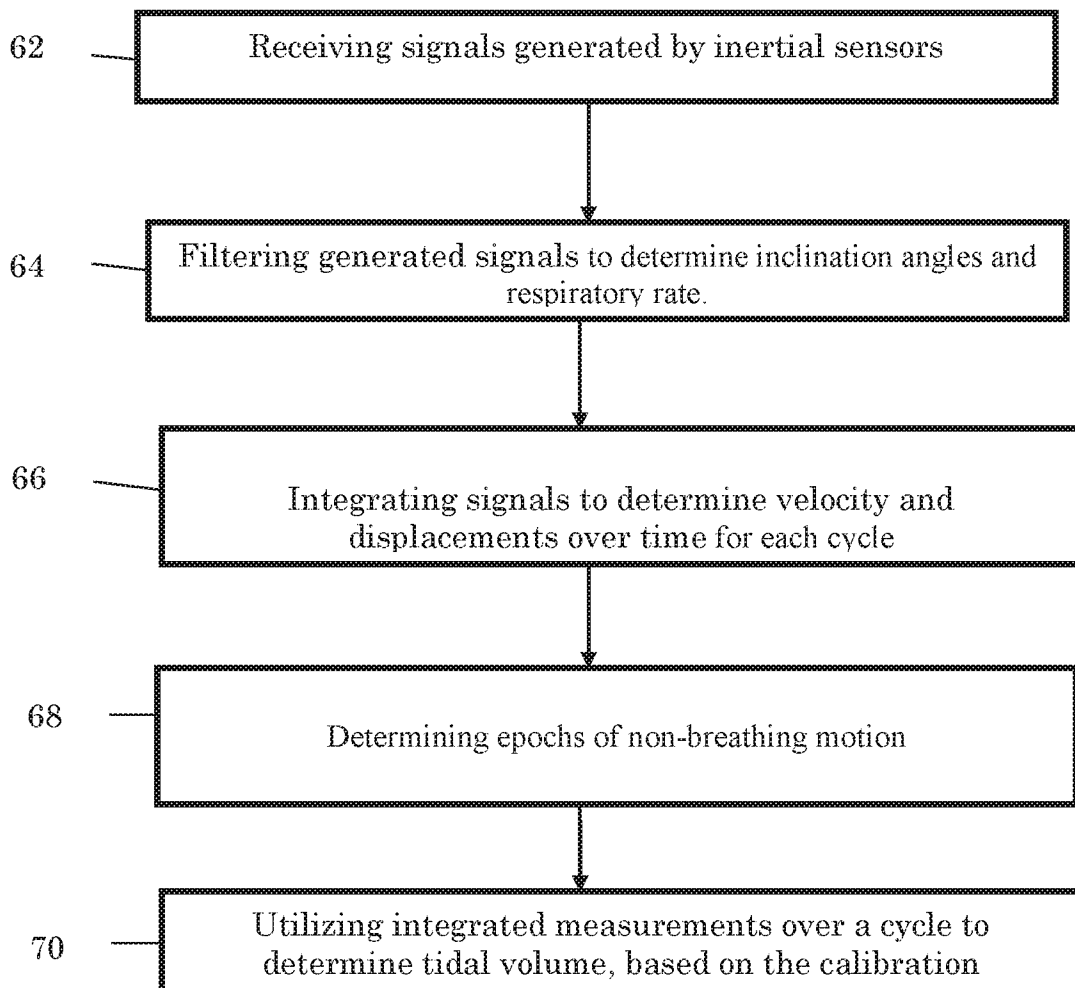 62
Receiving signals generated by inertial sensors
64
Filtering generated signals to determine inclination angles and
respiratory rate.
66
Integrating signals to determine velocity and
displacements over time for each cycle
68
Determining epochs of non-breathing motion
70
Utilizing integrated measurements over a cycle to
determine tidal volume, based on the calibration